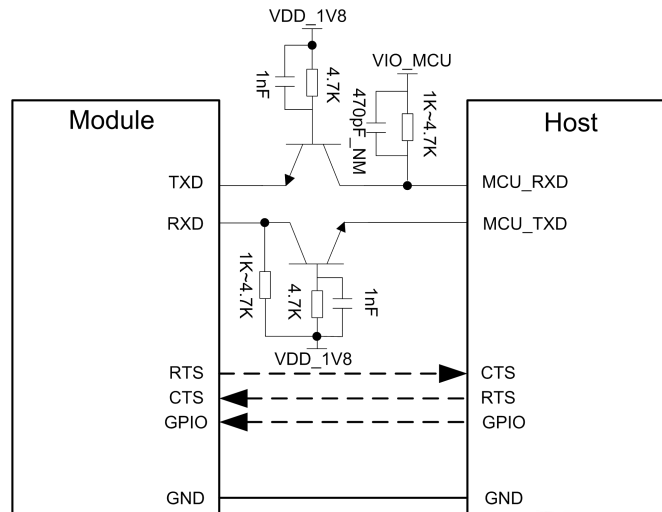 VDD_1V8
VIO_MCU
1nF
4.7K
470pF_NM
1K~4.7K
Module
Host
TXD
MCU_RXD
RXD
MCU_TXD
1K~4.7K
4.7K
1nF
VDD_1V8
RTS
CTS
CTS
RTS
GPIO
GPIO
GND
GND